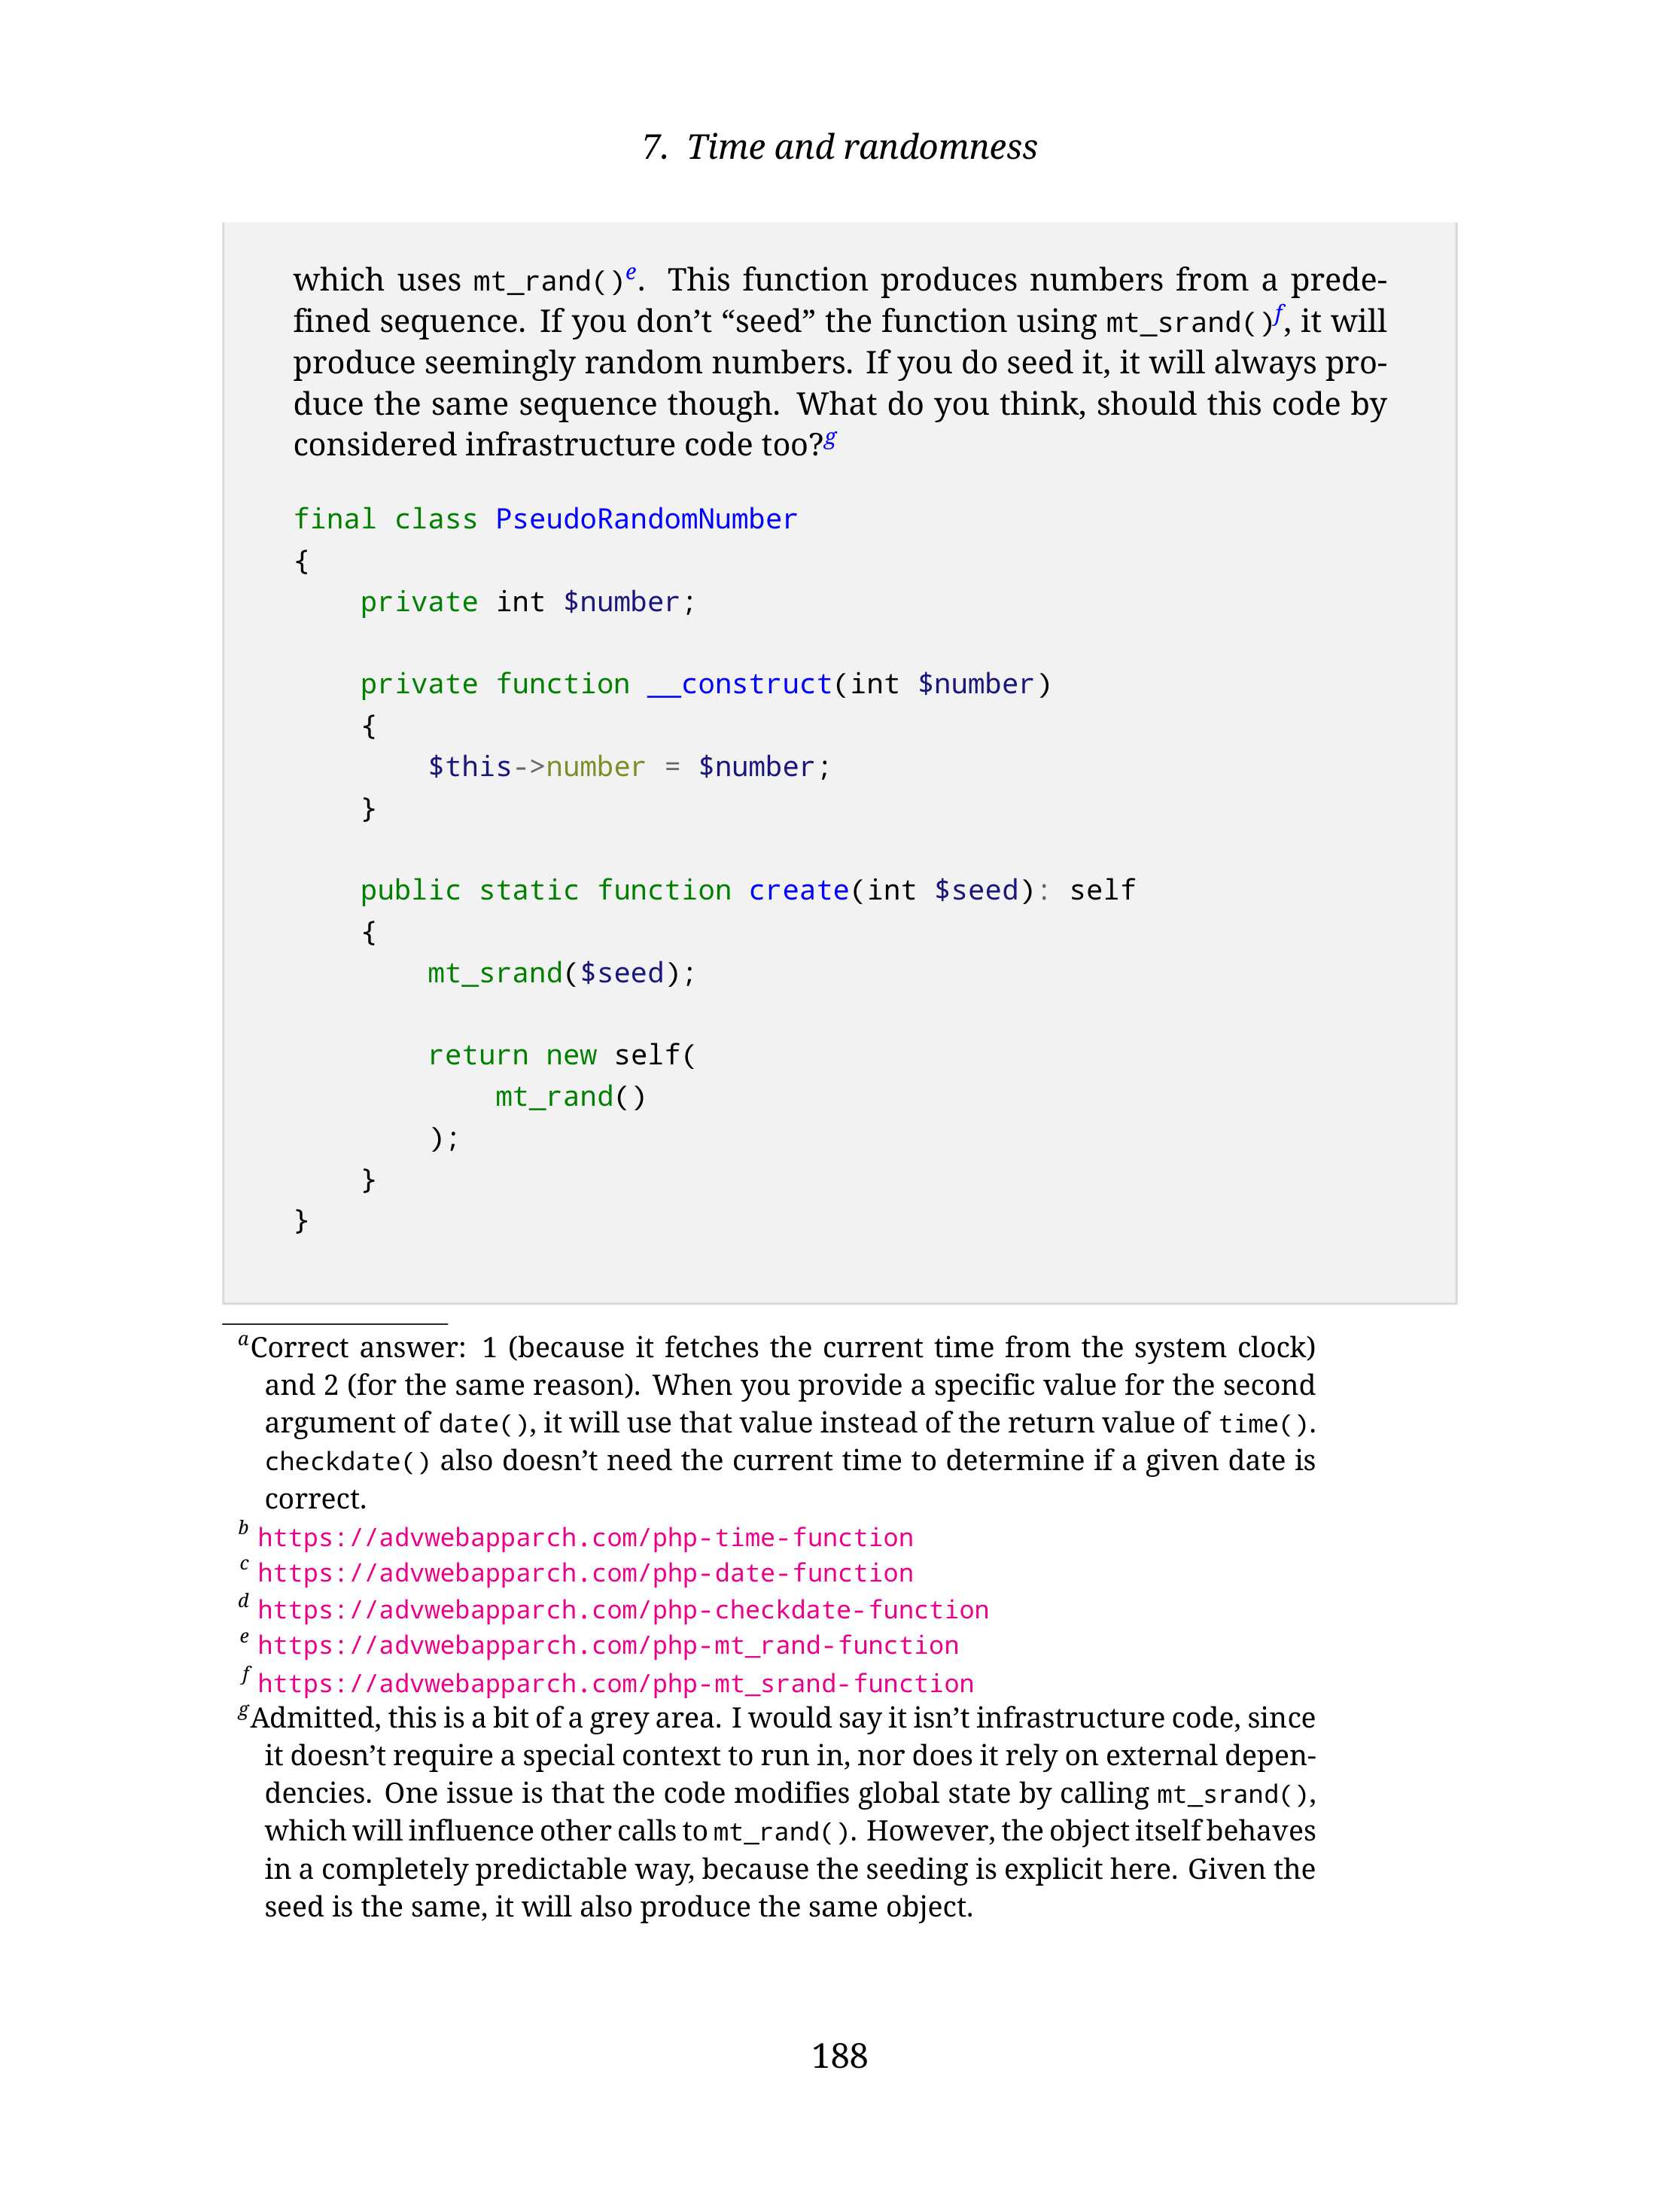 7. Time and randomness
which uses mt_rand()e. This function produces numbers from a prede-
fined sequence. If you don’t “seed” the function using mt_srand()f, it will
produce seemingly random numbers. If you do seed it, it will always pro-
duce the same sequence though. What do you think, should this code by
considered infrastructure code too?g
final class PseudoRandomNumber
{
    private int $number;

    private function __construct(int $number)
    {
        $this->number = $number;
    }

    public static function create(int $seed): self
    {
        mt_srand($seed);

        return new self(
            mt_rand()
        );
    }
}
aCorrect answer: 1 (because it fetches the current time from the system clock)
and 2 (for the same reason). When you provide a specific value for the second
argument of date(), it will use that value instead of the return value of time().
checkdate() also doesn’t need the current time to determine if a given date is
correct.
b https://advwebapparch.com/php-time-function
c https://advwebapparch.com/php-date-function
d https://advwebapparch.com/php-checkdate-function
e https://advwebapparch.com/php-mt_rand-function
f https://advwebapparch.com/php-mt_srand-function
gAdmitted, this is a bit of a grey area. I would say it isn’t infrastructure code, since
it doesn’t require a special context to run in, nor does it rely on external depen-
dencies. One issue is that the code modifies global state by calling mt_srand(),
which will influence other calls to mt_rand(). However, the object itself behaves
in a completely predictable way, because the seeding is explicit here. Given the
seed is the same, it will also produce the same object.
188